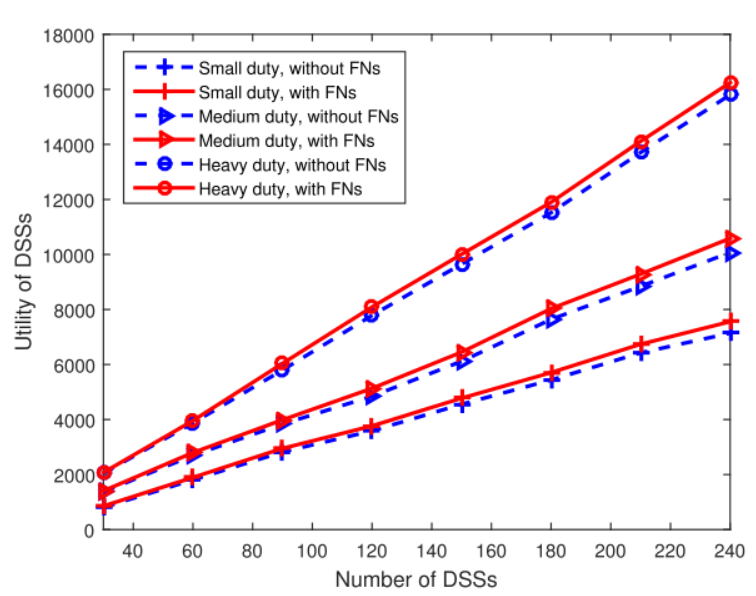 18000
16000
14000
12000
10000
8000
6000
4000
2000
0
Utility of DSSs
Small duty, without FNs
Small duty, with FNs
Medium duty, without FNs
Medium duty, with FNs
Heavy duty, without FNs
Heavy duty, with FNs
40 60 80 100 120 140 160 180 200 220 240
Number of DSSs